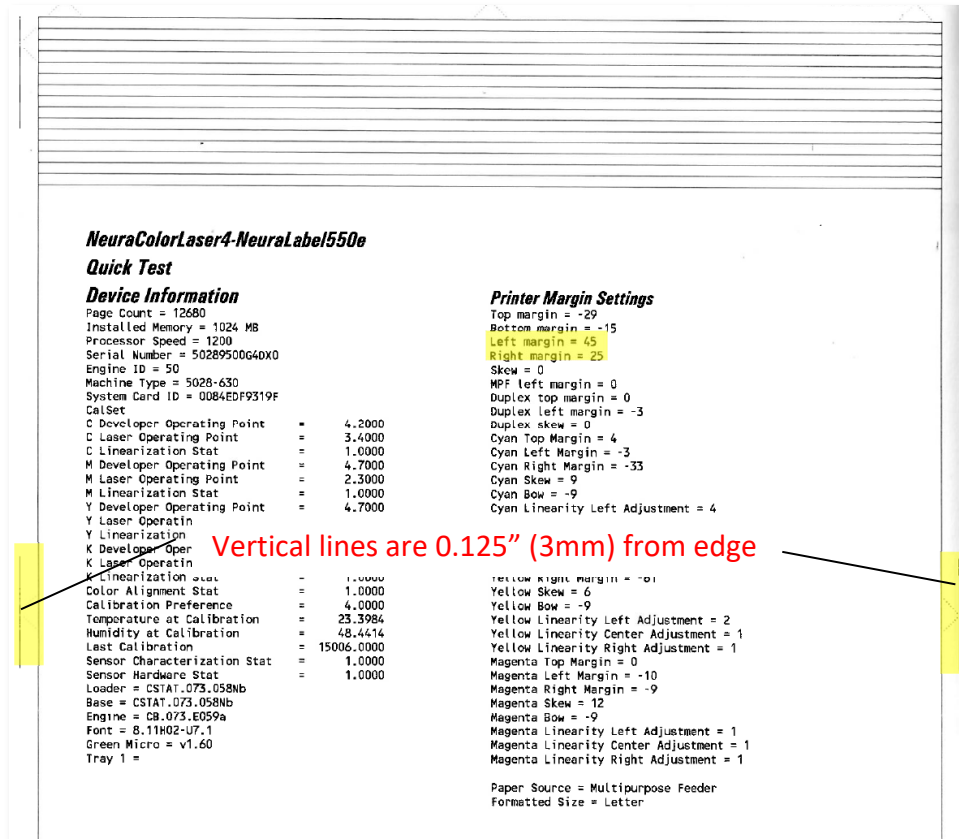 NeuraColorLaser4-NeuraLabel550e
Quick Test
Device Information
Page Count = 12680
Installed Memory = 1024 MB
Processor Speed = 1200
Serial Number = 50289500G4DX0
Engine ID = 50
Machine Type = 5028-630
System Card ID = 0084EDF9319F
CalSet
C Developer Operating Point = 4.2000
C Laser Operating Point = 3.4000
C Linearization Stat = 1.0000
M Developer Operating Point = 4.7000
M Laser Operating Point = 2.3000
M Linearization Stat = 1.0000
Y Developer Operating Point = 4.7000
Y Laser Operatin
Y Linearization
K Developer Oper
K Laser Operatin
K Linearization Stat = 1.0000
Color Alignment Stat = 1.0000
Calibration Preference = 4.0000
Temperature at Calibration = 23.3984
Humidity at Calibration = 48.4414
Last Calibration = 15006.0000
Sensor Characterization Stat = 1.0000
Sensor Hardware Stat = 1.0000
Loader = CSTAT.073.058Nb
Base = CSTAT.073.058Nb
Engine = CB.073.E059a
Font = 8.11H02-U7.1
Green Micro = v1.60
Tray 1 =
Printer Margin Settings
Top margin = -29
Bottom margin = -15
Left margin = 45
Right margin = 25
Skew = 0
MPF left margin = 0
Duplex top margin = 0
Duplex left margin = -3
Duplex skew = 0
Cyan Top Margin = 4
Cyan Left Margin = -3
Cyan Right Margin = -33
Cyan Skew = 9
Cyan Bow = -9
Cyan Linearity Left Adjustment = 4
Vertical lines are 0.125” (3mm) from edge
Yellow Right Margin = -61
Yellow Skew = 6
Yellow Bow = -9
Yellow Linearity Left Adjustment = 2
Yellow Linearity Center Adjustment = 1
Yellow Linearity Right Adjustment = 1
Magenta Top Margin = 0
Magenta Left Margin = -10
Magenta Right Margin = -9
Magenta Skew = 12
Magenta Bow = -9
Magenta Linearity Left Adjustment = 1
Magenta Linearity Center Adjustment = 1
Magenta Linearity Right Adjustment = 1
Paper Source = Multipurpose Feeder
Formatted Size = Letter